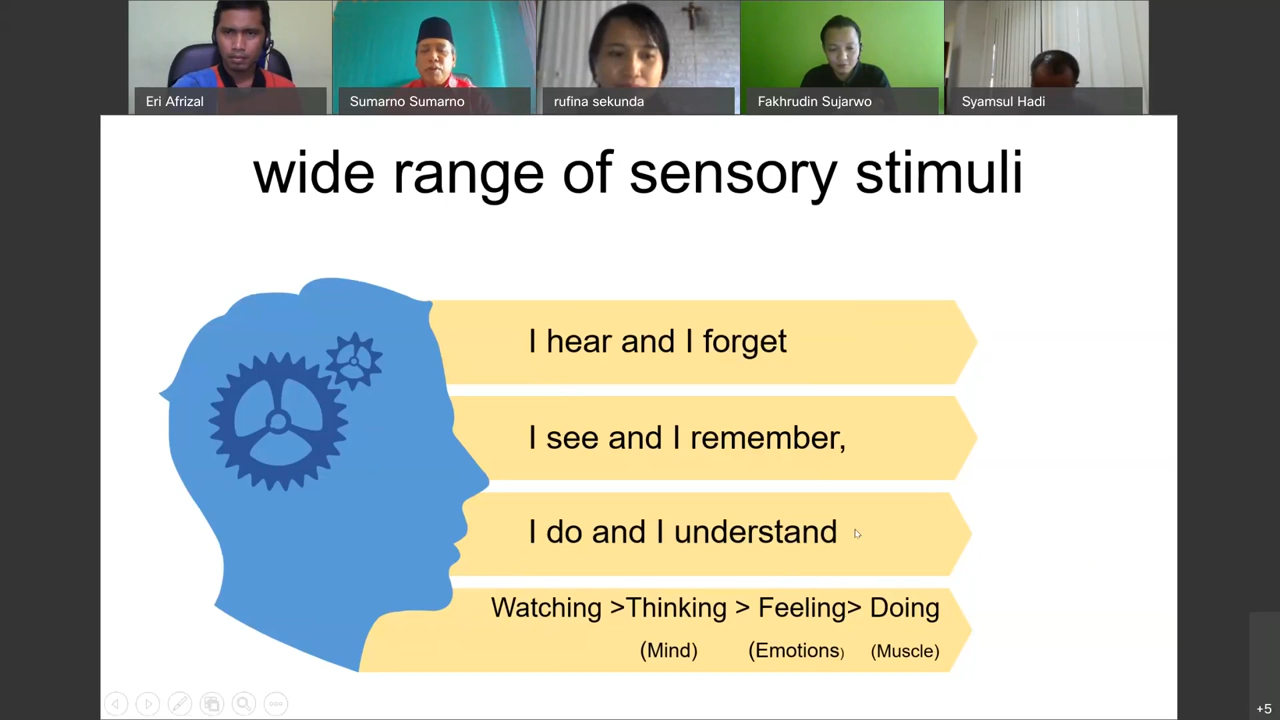 Eri Afrizal
Sumarno Sumarno
rufina sekunda
Fakhrudin Sujarwo
Syamsul Hadi
wide range of sensory stimuli
I hear and I forget
I see and I remember,
I do and I understand
Watching >Thinking > Feeling> Doing
(Mind) (Emotions) (Muscle)
+5